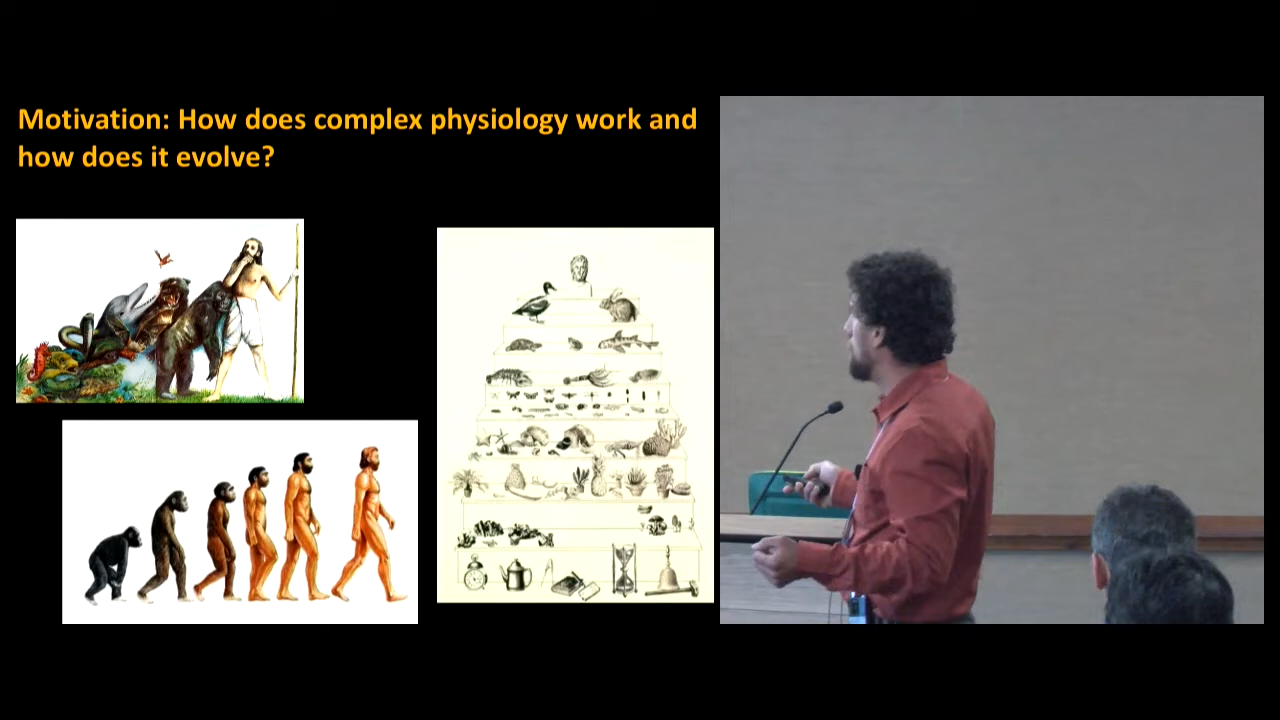 Motivation: How does complex physiology work and
how does it evolve?